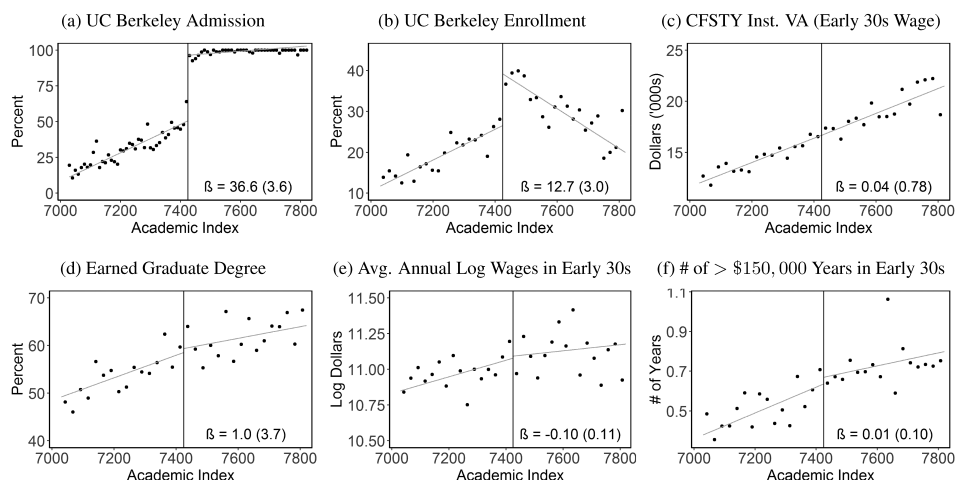 (a) UC Berkeley Admission
(b) UC Berkeley Enrollment
(c) CFSTY Inst. VA (Early 30s Wage)
Percent
100
75
50
25
0
ß = 36.6 (3.6)
7000 7200 7400 7600 7800
Academic Index
Percent
40
30
20
10
ß = 12.7 (3.0)
7000 7200 7400 7600 7800
Academic Index
Dollars ('000s)
25
20
15
ß = 0.04 (0.78)
7000 7200 7400 7600 7800
Academic Index
(d) Earned Graduate Degree
(e) Avg. Annual Log Wages in Early 30s
(f) # of > $150,000 Years in Early 30s
Percent
70
60
50
40
ß = 1.0 (3.7)
7000 7200 7400 7600 7800
Academic Index
Log Dollars
11.50
11.25
11.00
10.75
10.50
ß = -0.10 (0.11)
7000 7200 7400 7600 7800
Academic Index
# of Years
1.1
0.9
0.7
0.5
ß = 0.01 (0.10)
7000 7200 7400 7600 7800
Academic Index